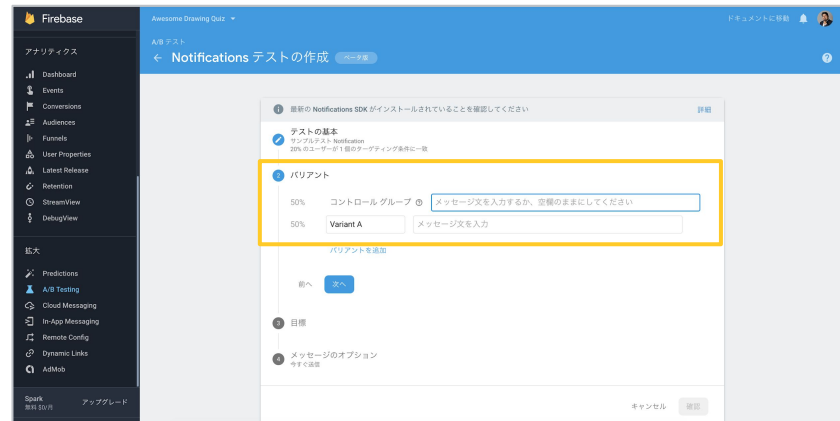 Firebase
アナリティクス
Dashboard
Events
Conversions
Audiences
Funnels
User Properties
Latest Release
Retention
StreamView
DebugView
拡大
Predictions
A/B Testing
Cloud Messaging
In-App Messaging
Remote Config
Dynamic Links
AdMob
Spark
無料 $0/月
アップグレード
Awesome Drawing Quiz
ドキュメントに移動
A/B テスト
Notifications テストの作成 ベータ版
最新の Notifications SDK がインストールされていることを確認してください 詳細
テストの基本
サンプルテスト Notification
20% のユーザーが 1 個のターゲティング条件に一致
2 バリアント
50% コントロール グループ メッセージ文を入力するか、空欄のままにしてください
50% Variant A メッセージ文を入力
バリアントを追加
前へ 次へ
3 目標
4 メッセージのオプション
今すぐ送信
キャンセル 確認